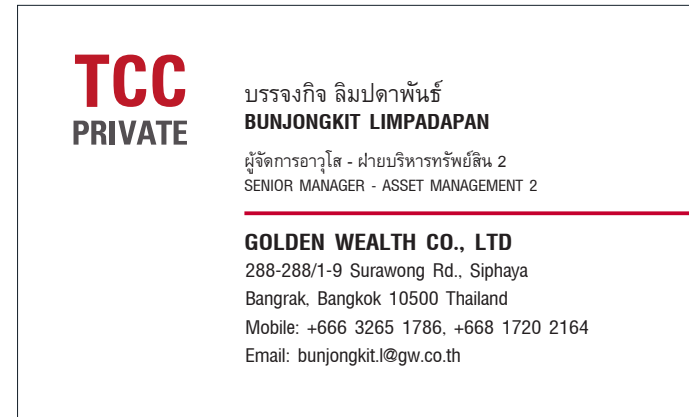 TCC
PRIVATE
บรรจงกิจ ลิมปดาพันธ์
BUNJONGKIT LIMPADAPAN
ผู้จัดการอาวุโส - ฝ่ายบริหารทรัพย์สิน 2
SENIOR MANAGER - ASSET MANAGEMENT 2
GOLDEN WEALTH CO., LTD
288-288/1-9 Surawong Rd., Siphaya
Bangrak, Bangkok 10500 Thailand
Mobile: +666 3265 1786, +668 1720 2164
Email: bunjongkit.l@gw.co.th